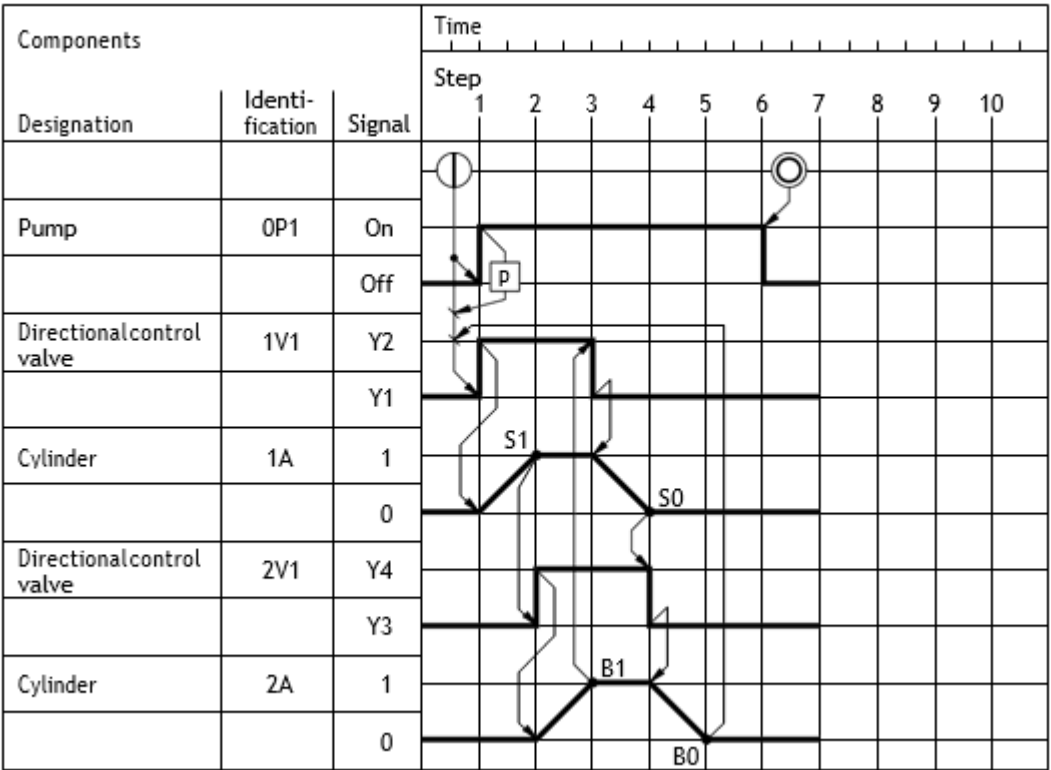 Components
Time
Step
1 2 3 4 5 6 7 8 9 10
Designation
Identi-
fication
Signal
Pump 0P1 On
Off
p
Directionalcontrol
valve
1V1 Y2
Y1
Cylinder 1A 1
S1
0
S0
Directionalcontrol
valve
2V1 Y4
Y3
Cylinder 2A 1
B1
0
B0